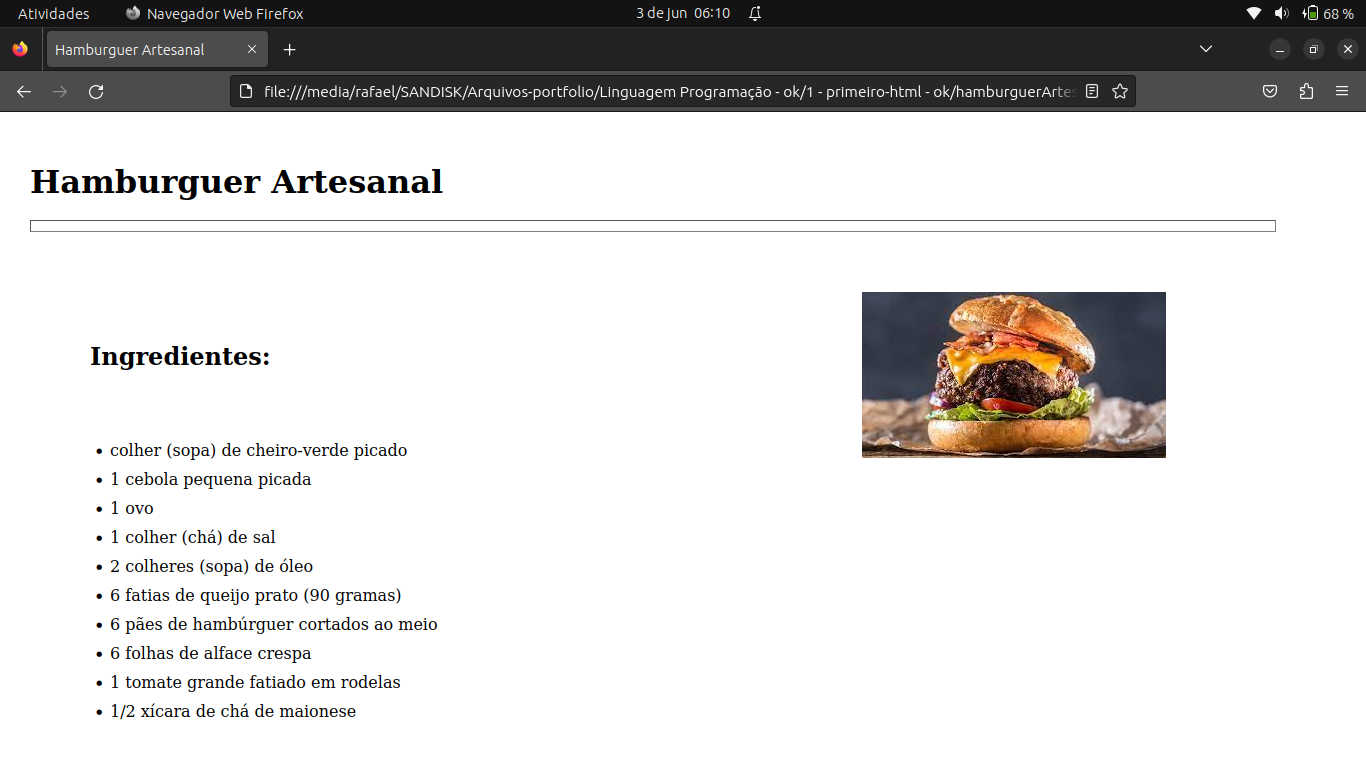 Atividades
Navegador Web Firefox
3 de jun 06:10
68 %
Hamburguer Artesanal
file:///media/rafael/SANDISK/Arquivos-portfolio/Linguagem Programação - ok/1 - primeiro-html - ok/hamburguerArtes
Hamburguer Artesanal
Ingredientes:
colher (sopa) de cheiro-verde picado
1 cebola pequena picada
1 ovo
1 colher (chá) de sal
2 colheres (sopa) de óleo
6 fatias de queijo prato (90 gramas)
6 pães de hambúrguer cortados ao meio
6 folhas de alface crespa
1 tomate grande fatiado em rodelas
1/2 xícara de chá de maionese